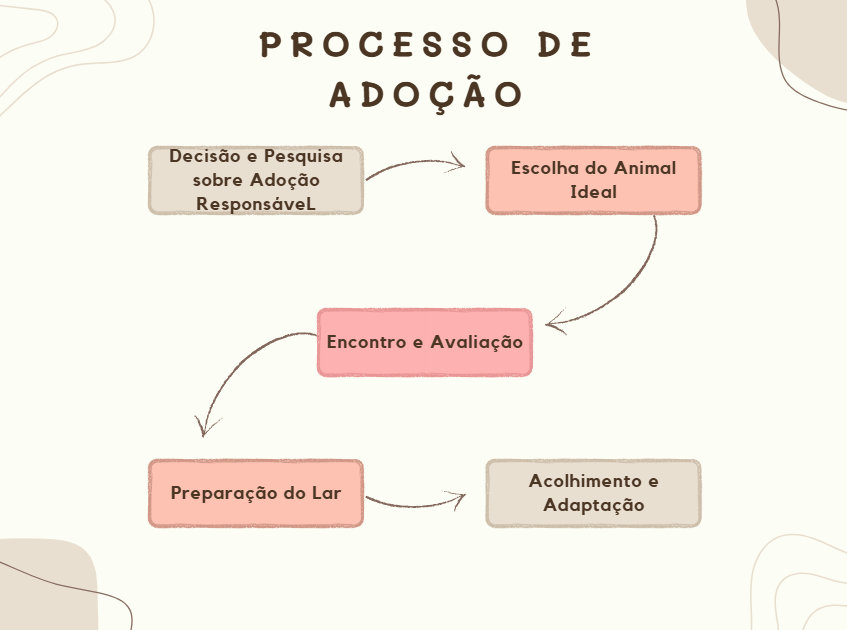 PROCESSO DE
ADOÇÃO
Decisão e Pesquisa
sobre Adoção
ResponsáveL
Escolha do Animal
Ideal
Encontro e Avaliação
Preparação do Lar
Acolhimento e
Adaptação